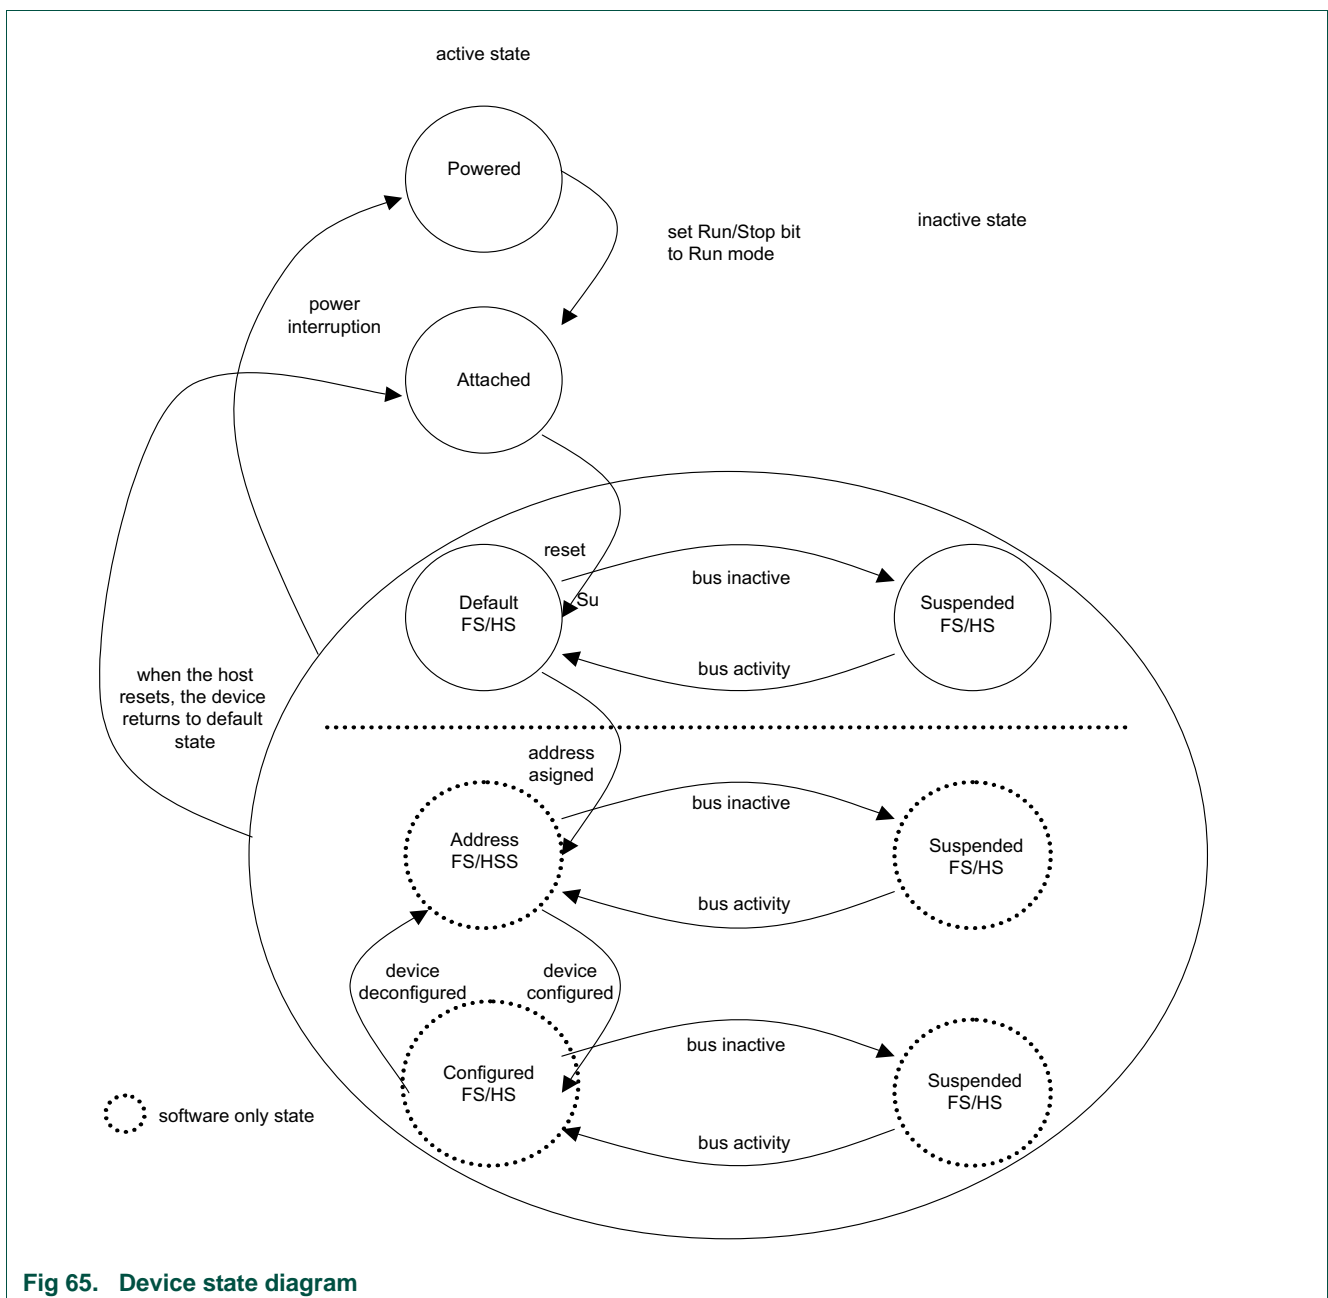 active state
Powered
inactive state
set Run/Stop bit
to Run mode
power
interruption
Attached
reset
bus inactive
Su
Default
FS/HS
Suspended
FS/HS
bus activity
when the host
resets, the device
returns to default
state
address
asigned
bus inactive
Address
FS/HSS
Suspended
FS/HS
bus activity
device
deconfigured
device
configured
bus inactive
Configured
FS/HS
Suspended
FS/HS
software only state
bus activity
Fig 65. Device state diagram